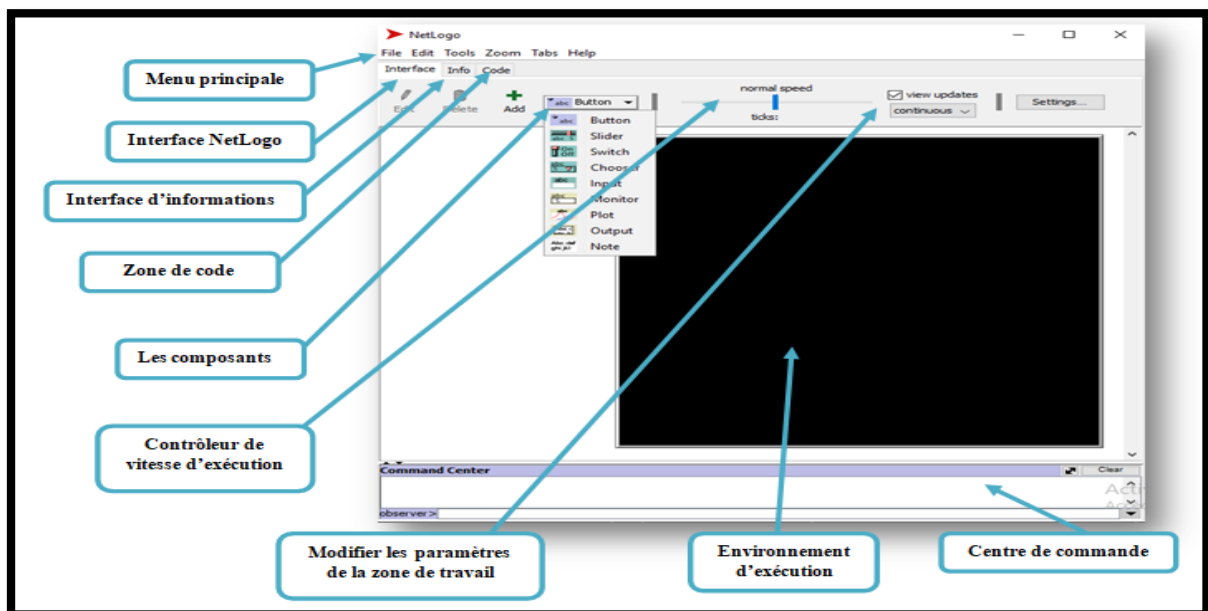 NetLogo
File Edit Tools Zoom Tabs Help
Interface Info Code
Edit Delete Add
abc Button
normal speed
ticks:
view updates
continuous
Settings...
Button
Slider
Switch
Chooser
Input
Monitor
Plot
Output
Note
Command Center
Clear
observer>
Menu principale
Interface NetLogo
Interface d'informations
Zone de code
Les composants
Contrôleur de
vitesse d'exécution
Modifier les paramètres
de la zone de travail
Environnement
d'exécution
Centre de commande